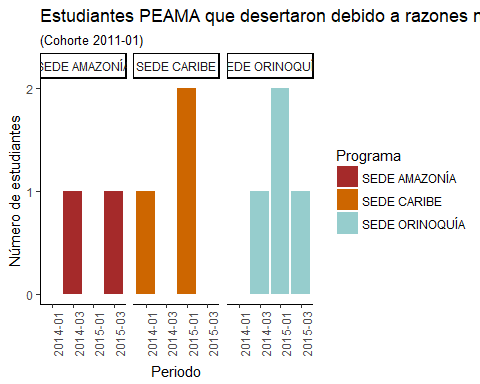 Estudiantes PEAMA que desertaron debido a razones
(Cohorte 2011-01)
SEDE AMAZONÍA SEDE CARIBE EDE ORINOQUÍ
2
1
0
Número de estudiantes
2014-01 2014-03 2015-01 2015-03 2014-01 2014-03 2015-01 2015-03 2014-01 2014-03 2015-01 2015-03
Periodo
Programa
SEDE AMAZONÍA
SEDE CARIBE
SEDE ORINOQUÍA